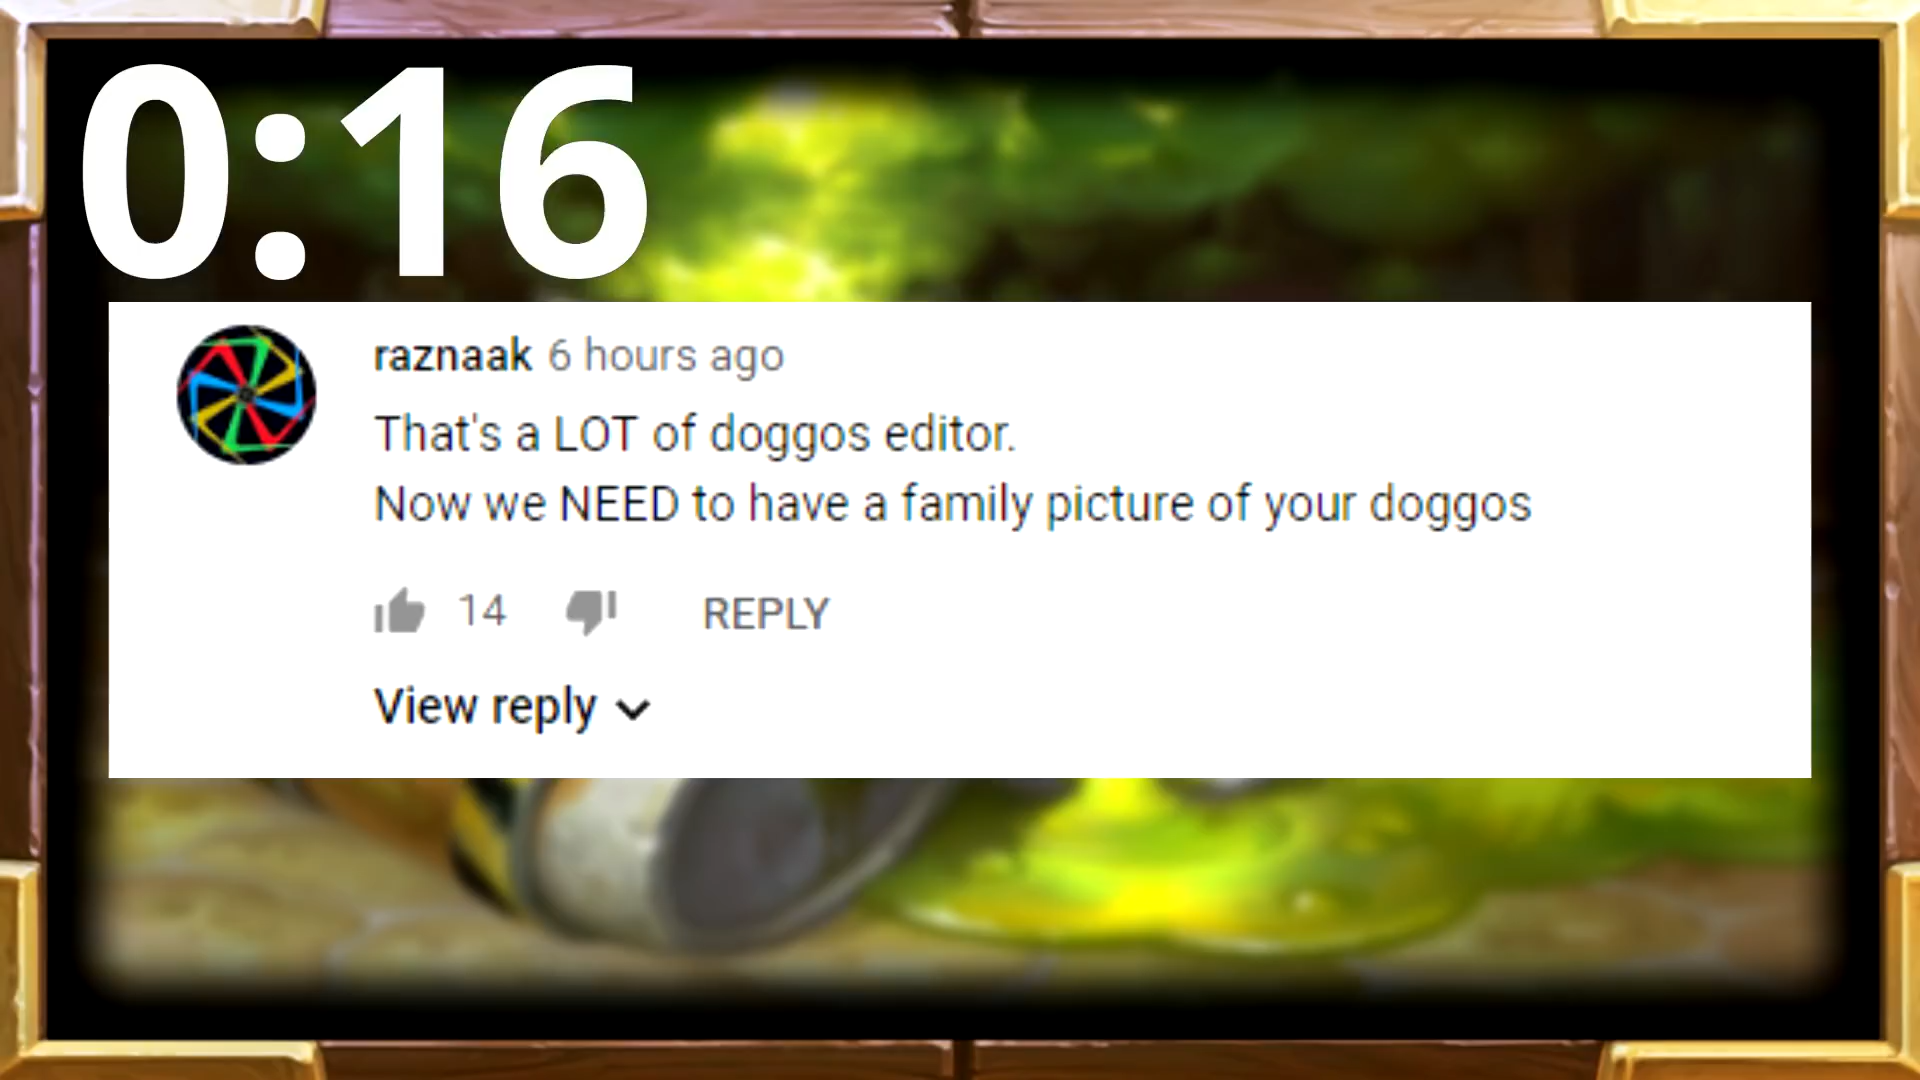 0:16
raznaak 6 hours ago
That's a LOT of doggos editor.
Now we NEED to have a family picture of your doggos
14 REPLY
View reply